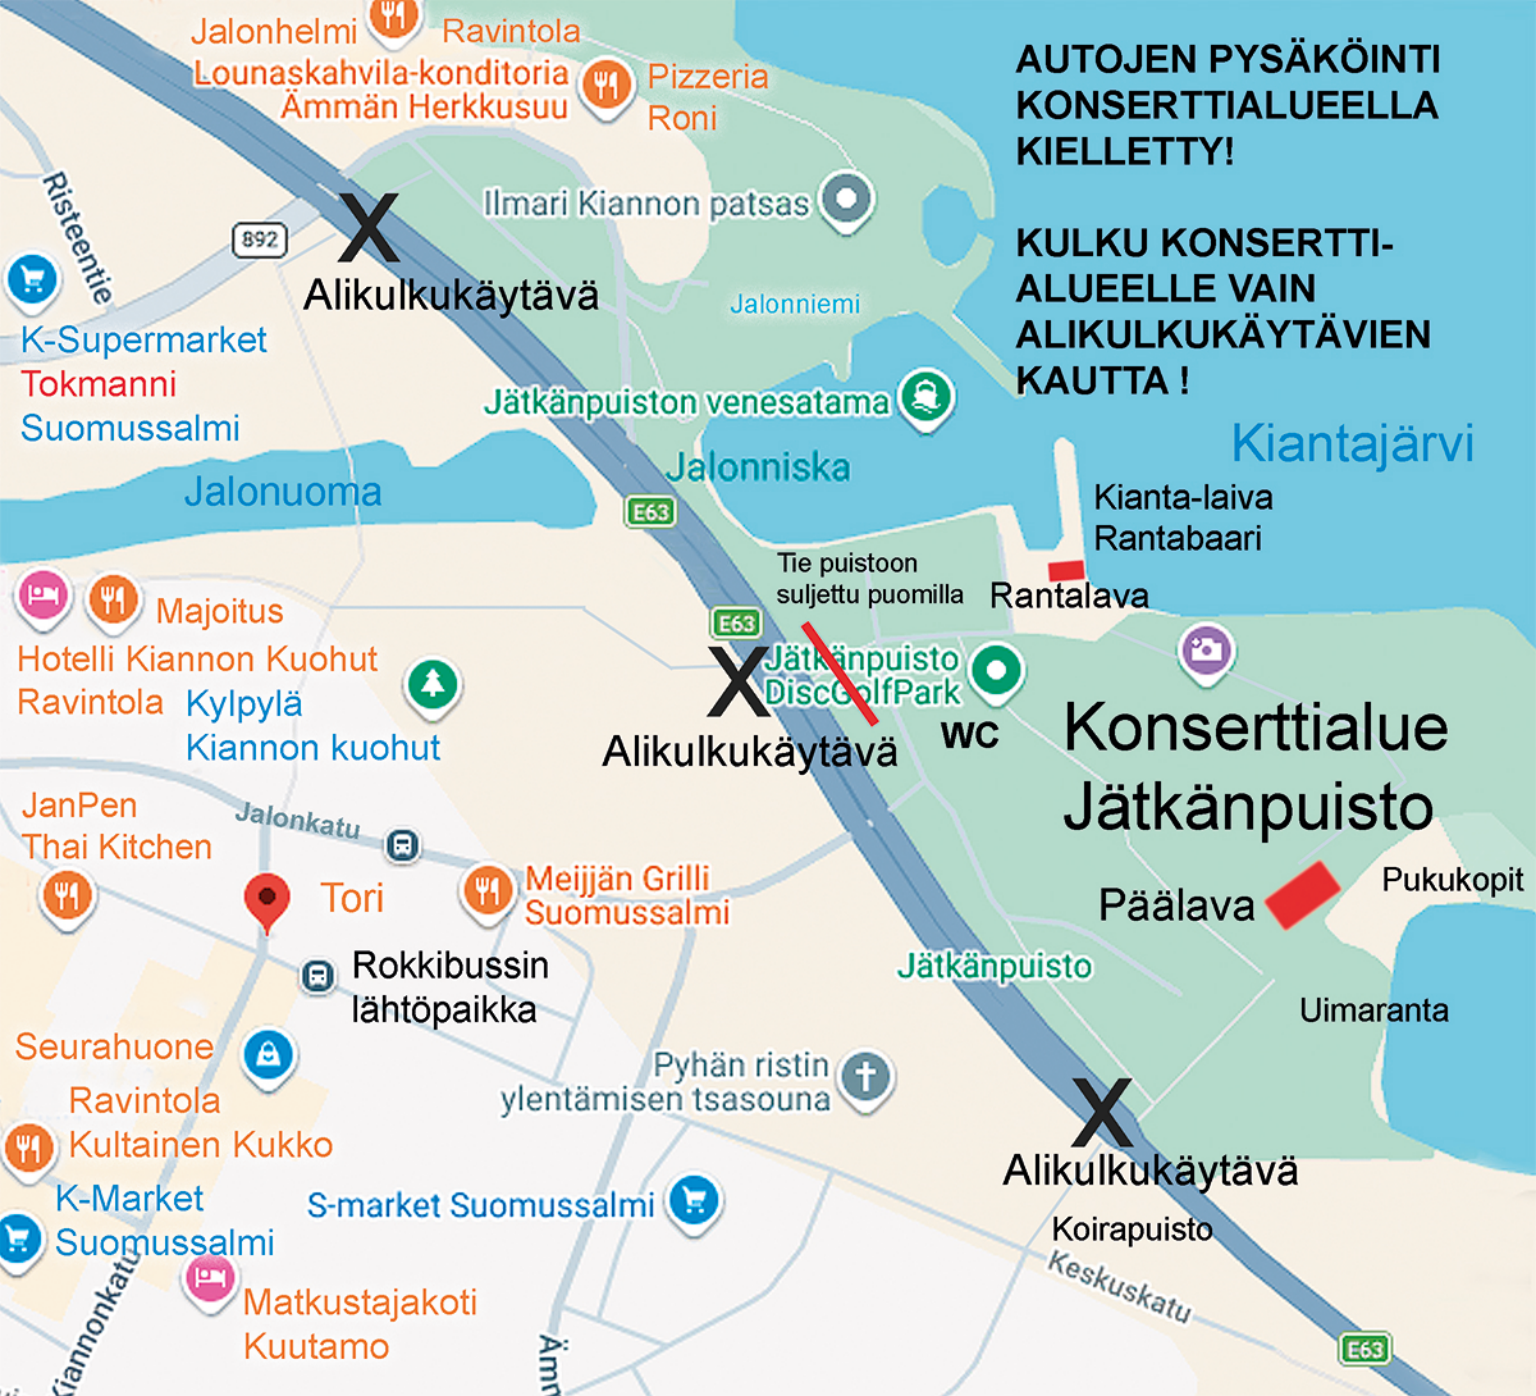 Jalonhelmi
Ravintola
Lounaskahvila-konditoria
Ämmän Herkkusuu
Pizzeria
Roni
AUTOJEN PYSÄKÖINTI
KONSERTTIALUEELLA
KIELLETTY!
KULKU KONSERTTI-
ALUEELLE VAIN
ALIKULKUKÄYTÄVIEN
KAUTTA !
Risteentie
892
Ilmari Kiannon patsas
X
Alikulkukäytävä
Jalonniemi
K-Supermarket
Tokmanni
Suomussalmi
Jätkänpuiston venesatama
Kiantajärvi
Jalonniska
Jalonuoma
E63
Kianta-laiva
Rantabaari
Tie puistoon
suljettu puomilla
Rantalava
Majoitus
E63
Hotelli Kiannon Kuohut
Ravintola
Kylpylä
Kiannon kuohut
X
Jätkänpuisto
DiscGolfPark
WC
Alikulkukäytävä
Konserttialue
Jätkänpuisto
JanPen
Thai Kitchen
Jalonkatu
Tori
Meijjän Grilli
Suomussalmi
Päälava
Pukukopit
Rokkibussin
lähtöpaikka
Jätkänpuisto
Uimaranta
Seurahuone
Ravintola
Kultainen Kukko
Pyhän ristin
ylentämisen tsasouna
X
Alikulkukäytävä
K-Market
Suomussalmi
S-market Suomussalmi
Koirapuisto
Keskuskatu
Matkustajakoti
Kuutamo
Kiannonkatu
Ämn
E63